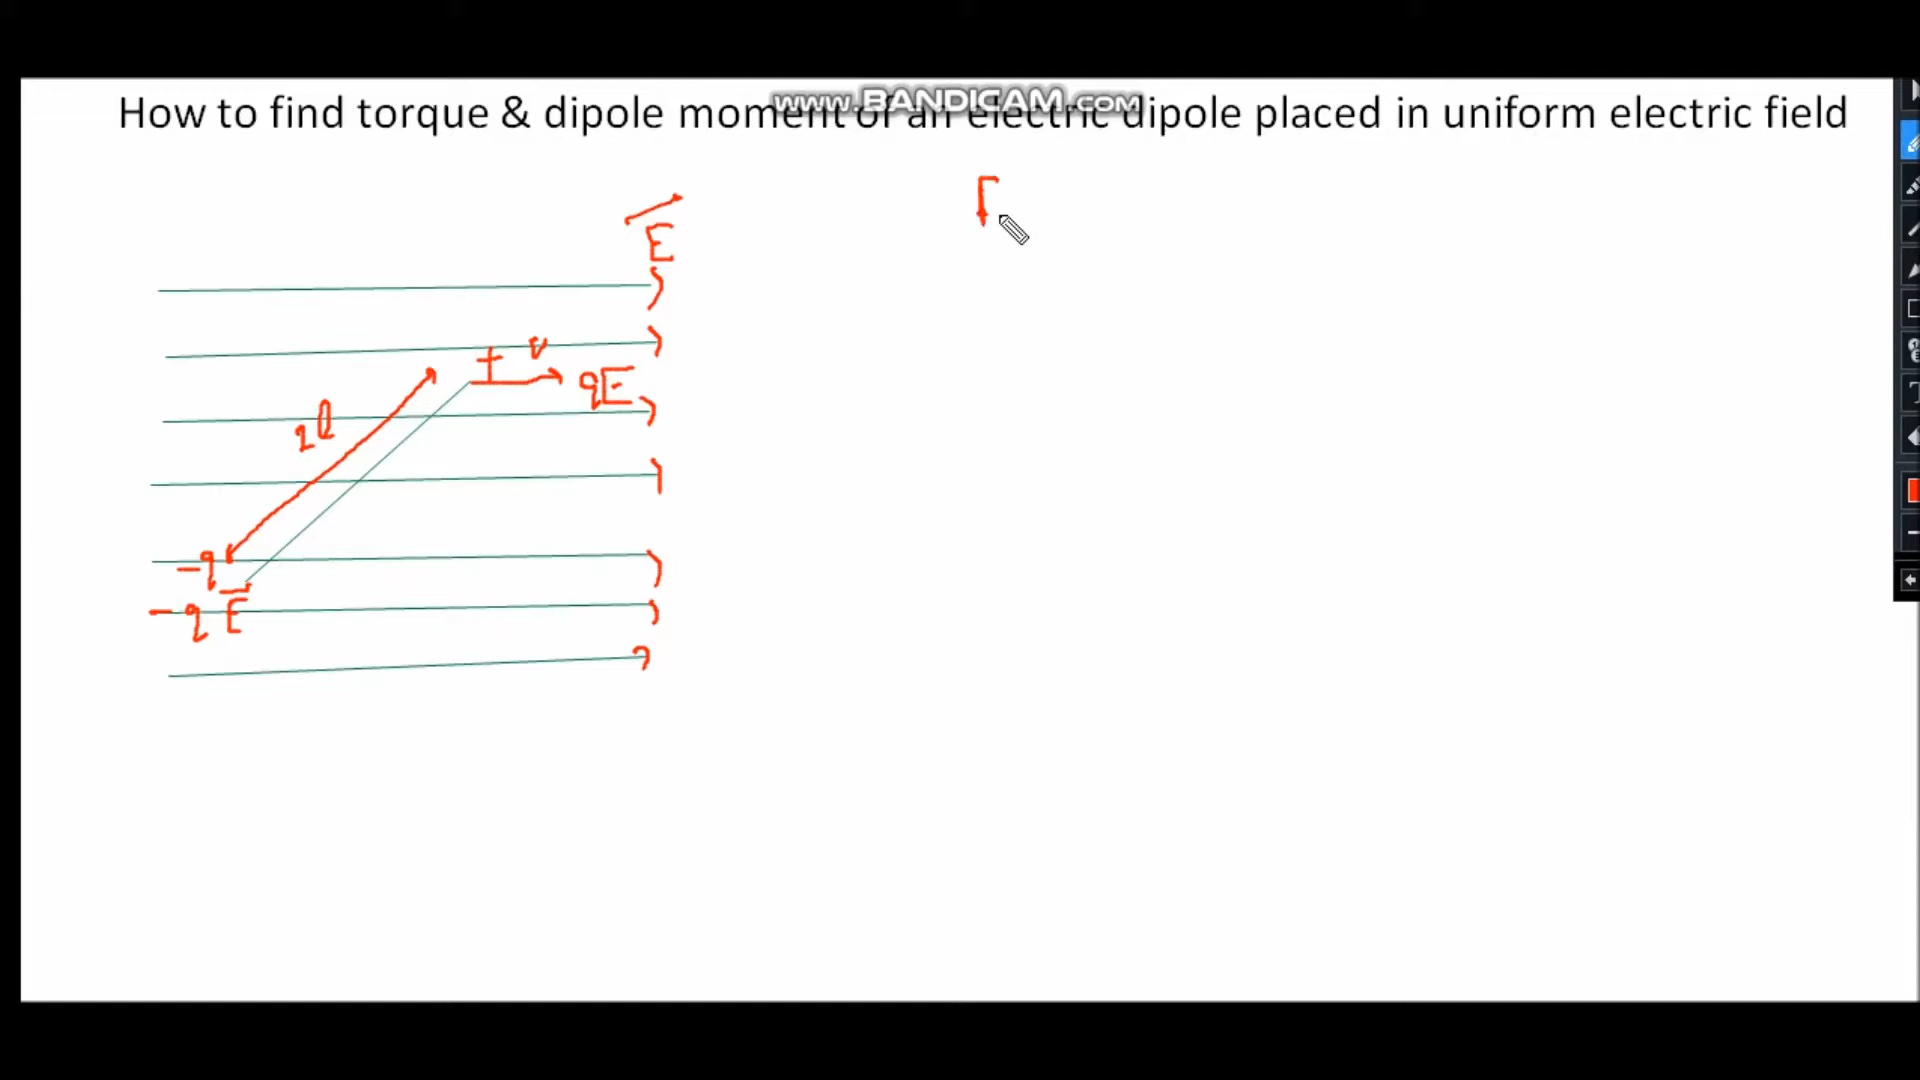 How to find torque & dipole moment of an electric dipole placed in uniform electric field
www.BANDICAM.com
E
+
qE
-q
-qE